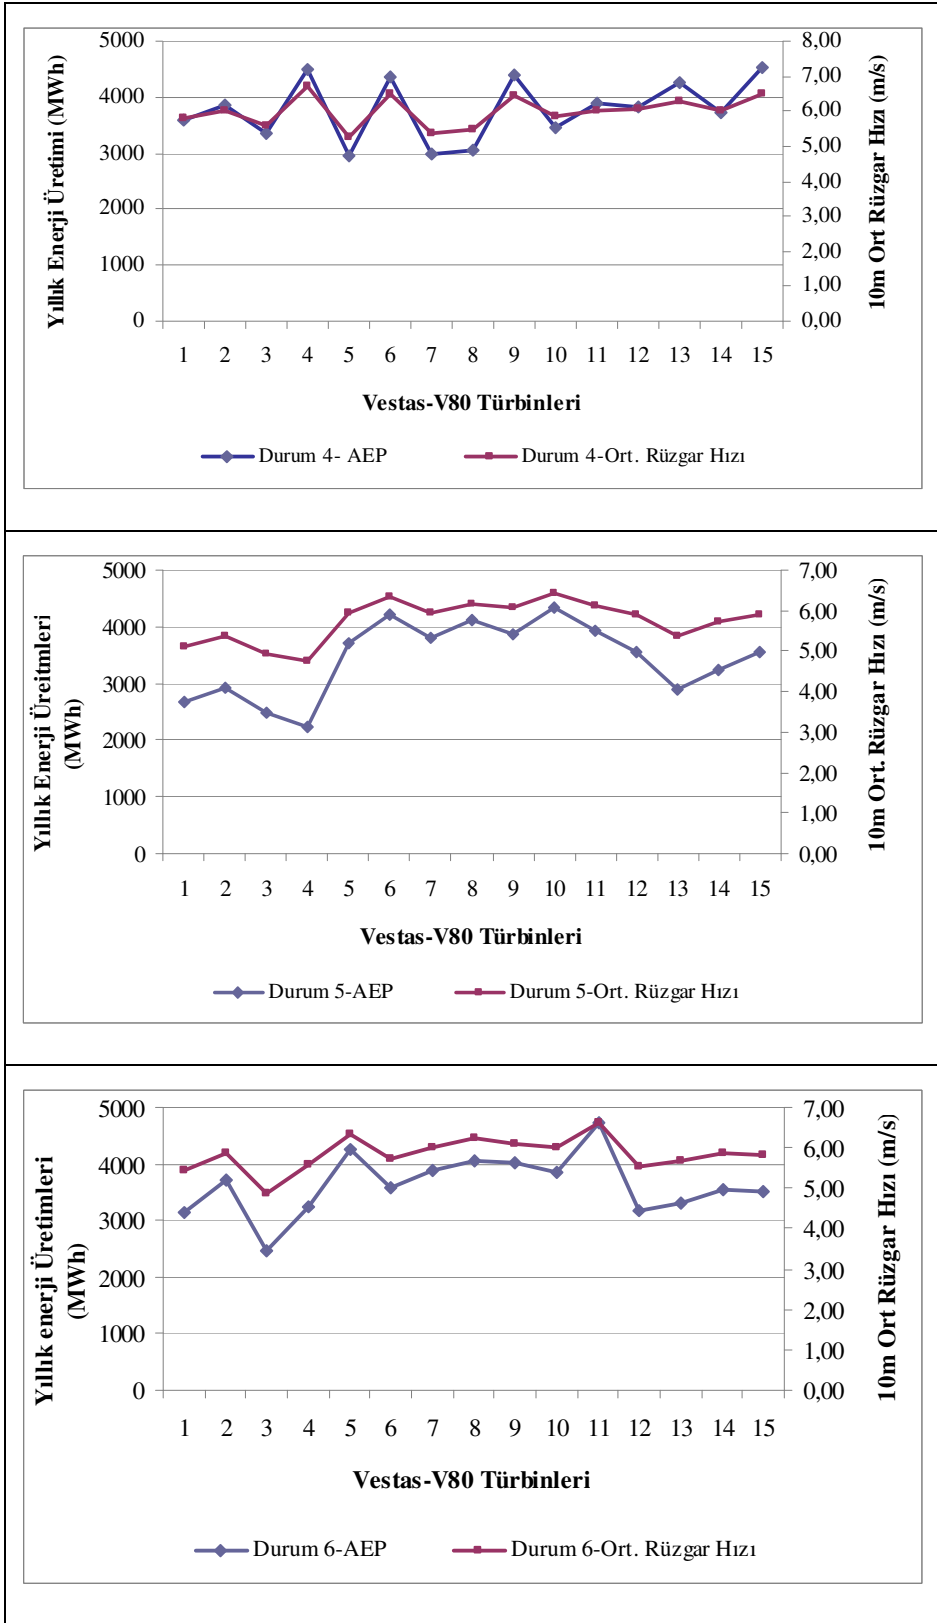 5000
4000
3000
2000
1000
0
Yıllık Enerji Üretimi (MWh)
8,00
7,00
6,00
5,00
4,00
3,00
2,00
1,00
0,00
10m Ort Rüzgar Hızı (m/s)
1 2 3 4 5 6 7 8 9 10 11 12 13 14 15
Vestas-V80 Türbinleri
Durum 4- AEP Durum 4-Ort. Rüzgar Hızı
5000
4000
3000
2000
1000
0
Yıllık Enerji Üreitmleri
(MWh)
7,00
6,00
5,00
4,00
3,00
2,00
1,00
0,00
10m Ort. Rüzgar Hızı (m/s)
1 2 3 4 5 6 7 8 9 10 11 12 13 14 15
Vestas-V80 Türbinleri
Durum 5-AEP Durum 5-Ort. Rüzgar Hızı
5000
4000
3000
2000
1000
0
Yıllık enerji Üretimleri
(MWh)
7,00
6,00
5,00
4,00
3,00
2,00
1,00
0,00
10m Ort Rüzgar Hızı (m/s)
1 2 3 4 5 6 7 8 9 10 11 12 13 14 15
Vestas-V80 Türbinleri
Durum 6-AEP Durum 6-Ort. Rüzgar Hızı